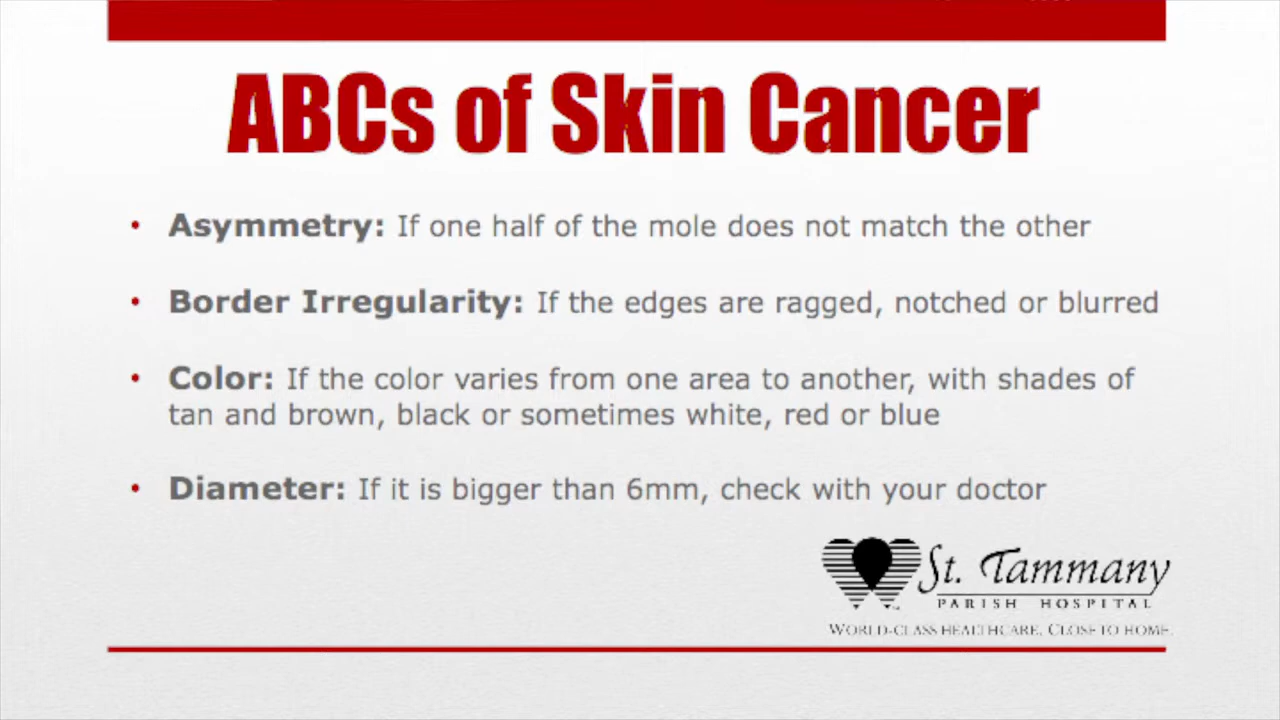 ABCs of Skin Cancer
• Asymmetry: If one half of the mole does not match the other
• Border Irregularity: If the edges are ragged, notched or blurred
• Color: If the color varies from one area to another, with shades of
tan and brown, black or sometimes white, red or blue
• Diameter: If it is bigger than 6mm, check with your doctor
St. Tammany
PARISH HOSPITAL
WORLD-CLASS HEALTHCARE. CLOSE TO HOME.